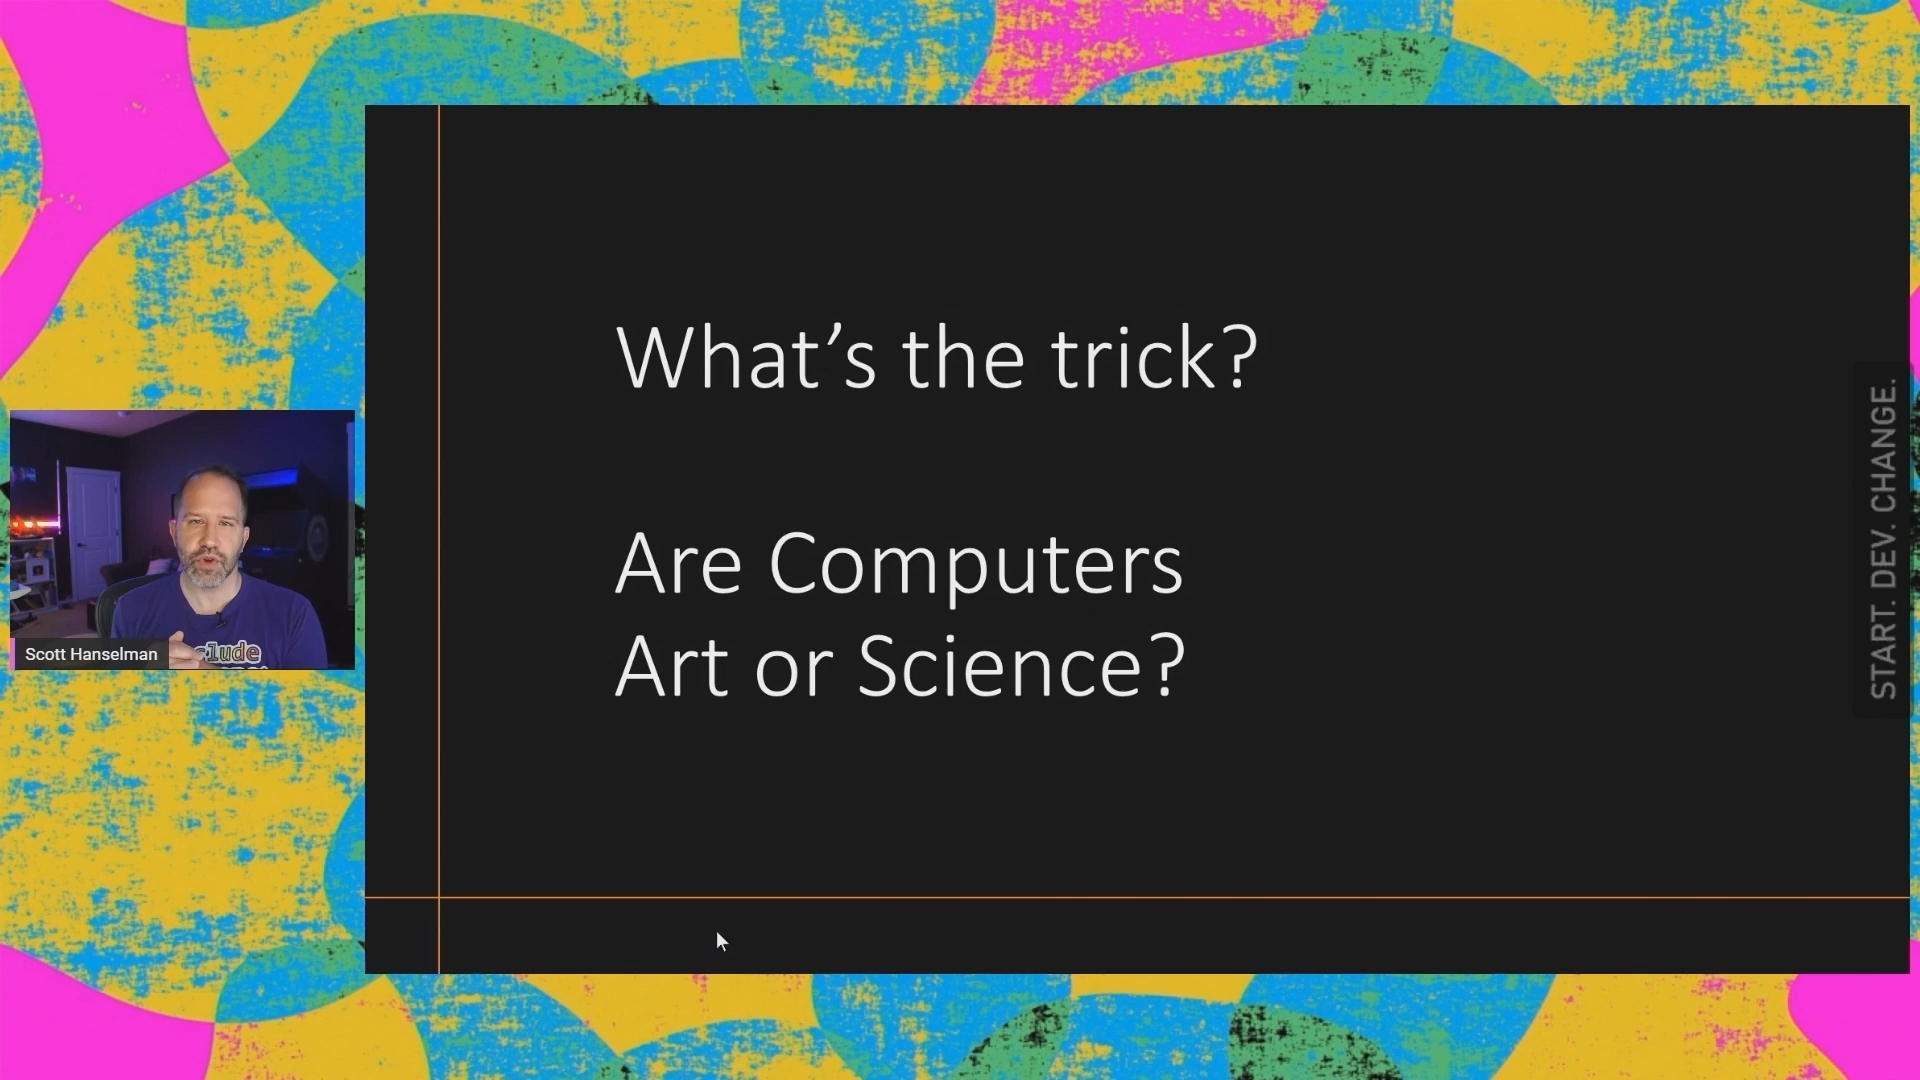 What's the trick?
Are Computers
Art or Science?
Scott Hanselman
START. DEV. CHANGE.